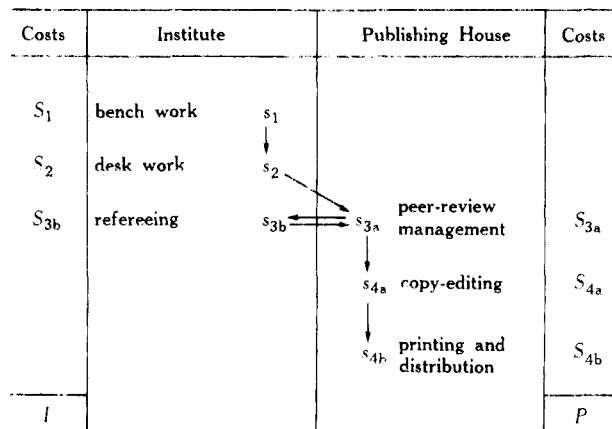 Costs Institute Publishing House Costs
S₁ bench work s₁
S₂ desk work s₂
S₃b refereeing s₃b s₃a peer-review management S₃a
s₄a copy-editing S₄a
s₄b printing and distribution S₄b
I P